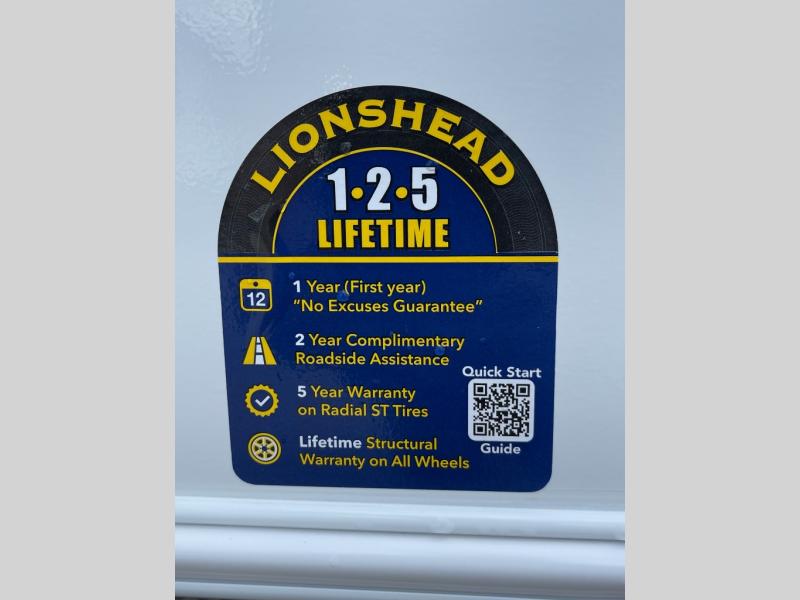 LIONSHEAD
1•2•5
LIFETIME
12
1 Year (First year)
"No Excuses Guarantee"
2 Year Complimentary
Roadside Assistance
5 Year Warranty
on Radial ST Tires
Lifetime Structural
Warranty on All Wheels
Quick Start
Guide